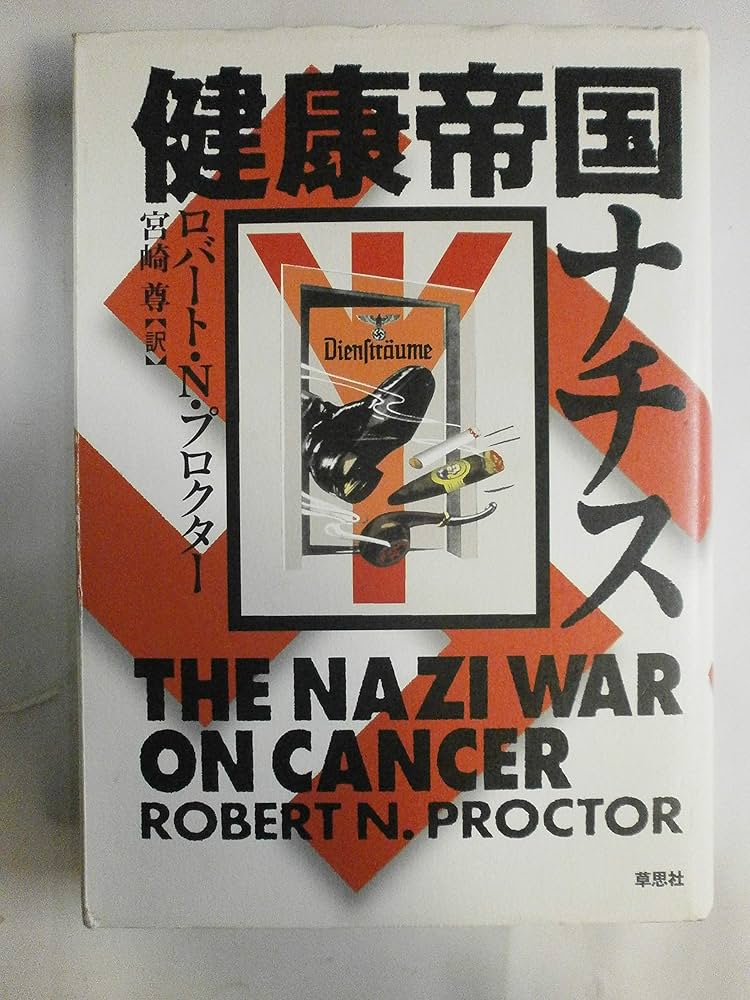 健康帝国
ナチス
ロバート・N・プロクター
宮崎 尊【訳】
Dienſträume
THE NAZI WAR
ON CANCER
ROBERT N. PROCTOR
草思社